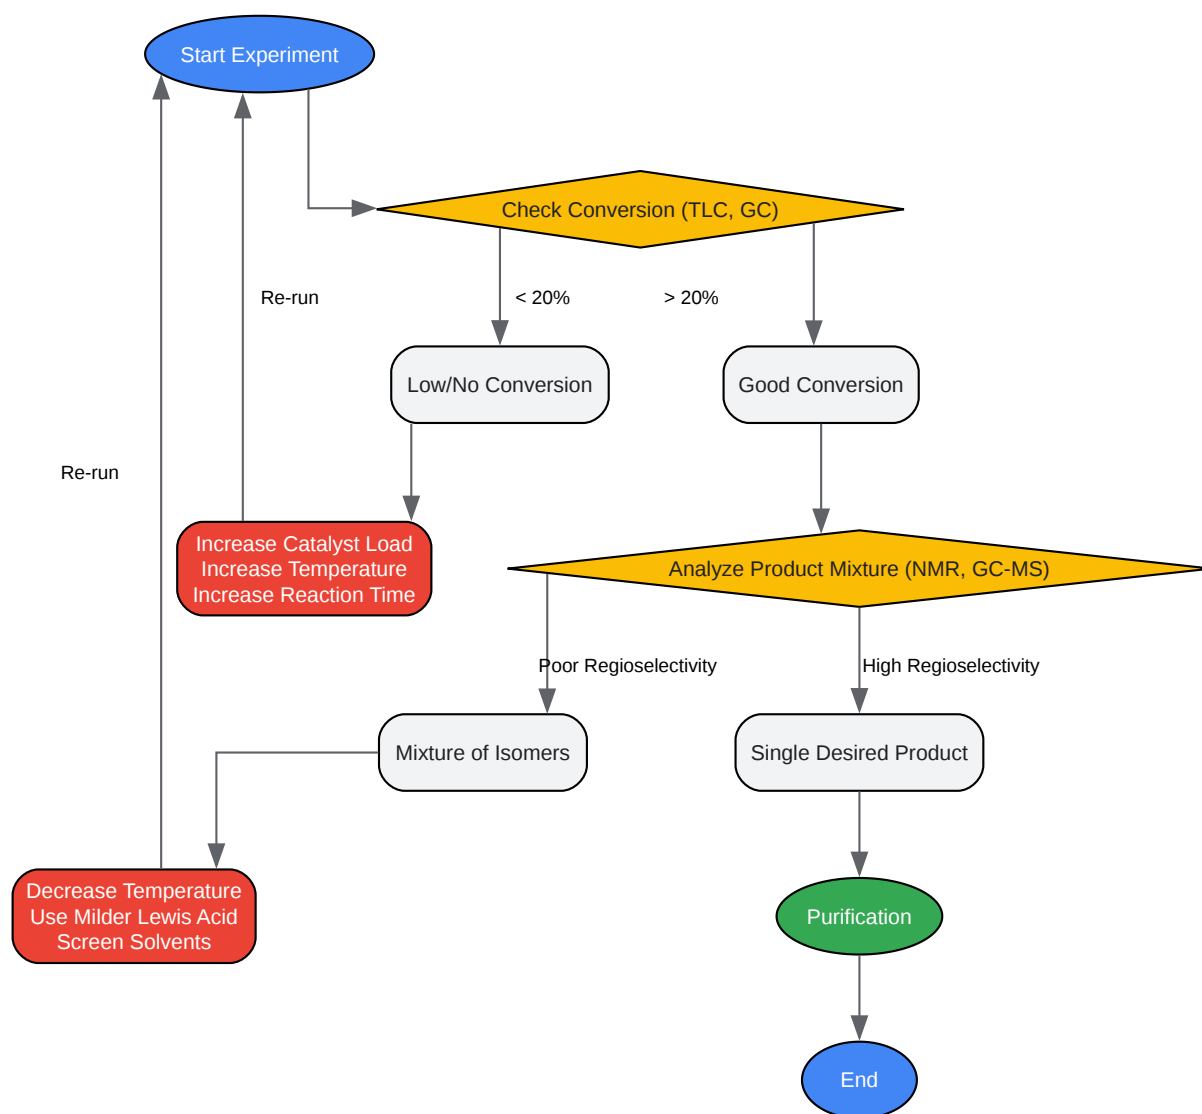 Start Experiment
Check Conversion (TLC, GC)
Re-run
< 20%
> 20%
Low/No Conversion
Good Conversion
Re-run
Increase Catalyst Load
Increase Temperature
Increase Reaction Time
Analyze Product Mixture (NMR, GC-MS)
Poor Regioselectivity
High Regioselectivity
Mixture of Isomers
Single Desired Product
Decrease Temperature
Use Milder Lewis Acid
Screen Solvents
Purification
End